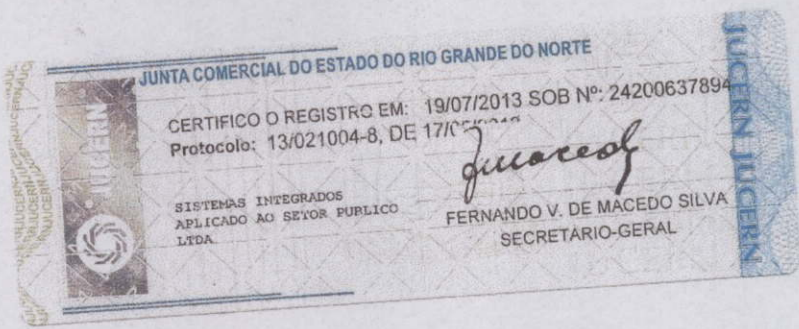 JUNTA COMERCIAL DO ESTADO DO RIO GRANDE DO NORTE
CERTIFICO O REGISTRO EM: 19/07/2013 SOB Nº: 24200637894
Protocolo: 13/021004-8, DE 17/
SISTEMAS INTEGRADOS
APLICADO AO SETOR PUBLICO
LTDA
FERNANDO V. DE MACEDO SILVA
SECRETÁRIO-GERAL
JUCERN
JUCERN JUCERN